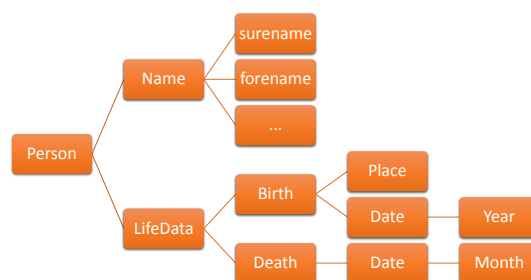 surename
Name
forename
...
Person
Place
Birth
LifeData
Date
Year
Death
Date
Month